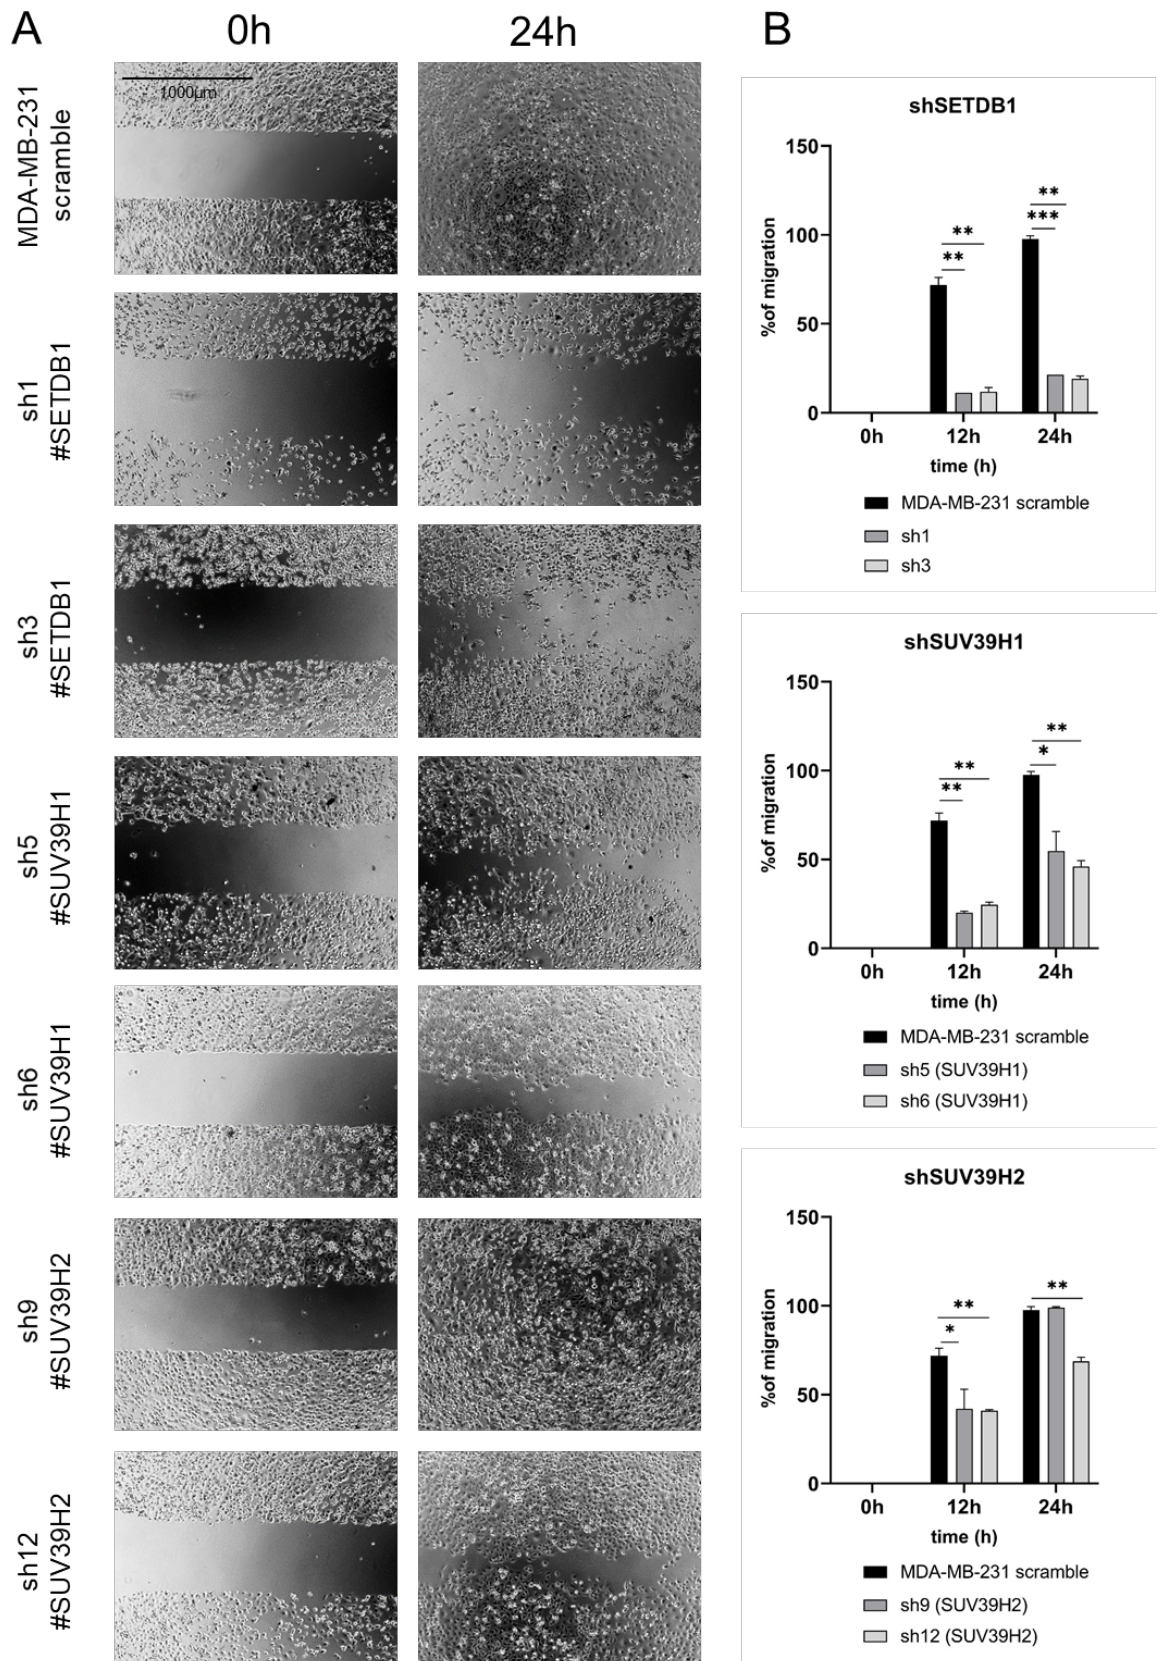 A
0h
24h
MDA-MB-231
scramble
1000µm
sh1
#SETDB1
sh3
#SETDB1
sh5
#SUV39H1
sh6
#SUV39H1
sh9
#SUV39H2
sh12
#SUV39H2
B
shSETDB1
%of migration
150
100
50
0
** **
*** **
0h 12h 24h
time (h)
MDA-MB-231 scramble
sh1
sh3
shSUV39H1
%of migration
150
100
50
0
** **
* **
0h 12h 24h
time (h)
MDA-MB-231 scramble
sh5 (SUV39H1)
sh6 (SUV39H1)
shSUV39H2
%of migration
150
100
50
0
* **
**
0h 12h 24h
time (h)
MDA-MB-231 scramble
sh9 (SUV39H2)
sh12 (SUV39H2)